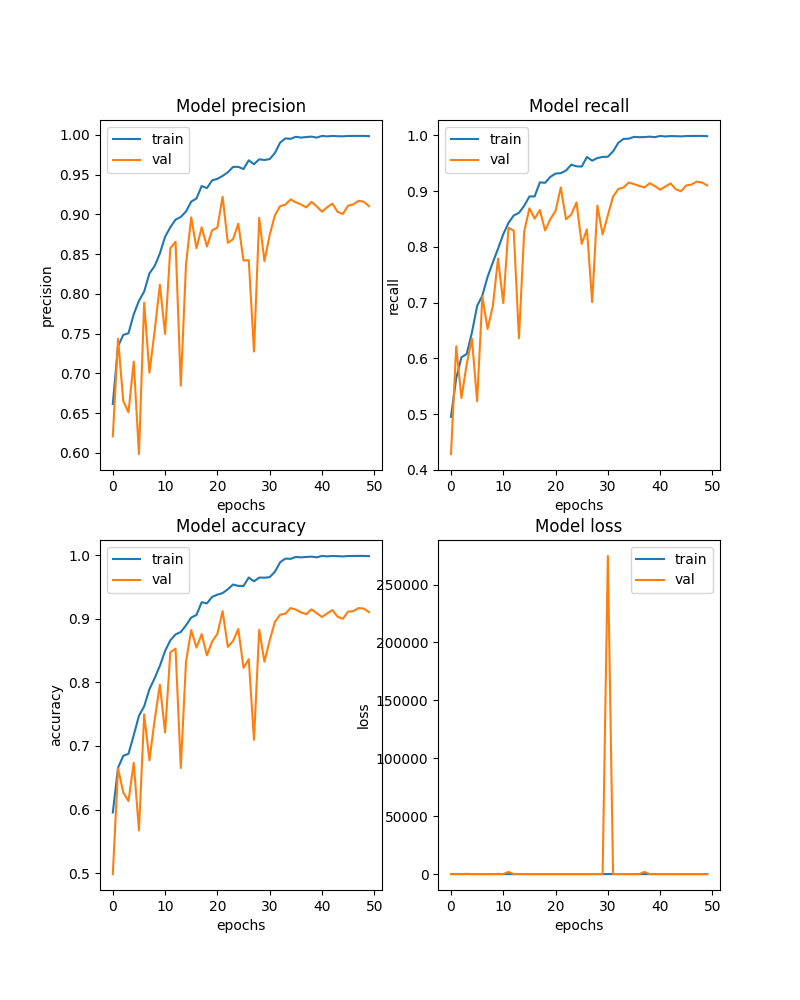 Model precision
train
val
1.00
0.95
0.90
0.85
0.80
0.75
0.70
0.65
0.60
precision
0 10 20 30 40 50
epochs
Model recall
train
val
1.0
0.9
0.8
0.7
0.6
0.5
0.4
recall
0 10 20 30 40 50
epochs
Model accuracy
train
val
1.0
0.9
0.8
0.7
0.6
0.5
accuracy
0 10 20 30 40 50
epochs
Model loss
train
val
250000
200000
150000
100000
50000
0
loss
0 10 20 30 40 50
epochs